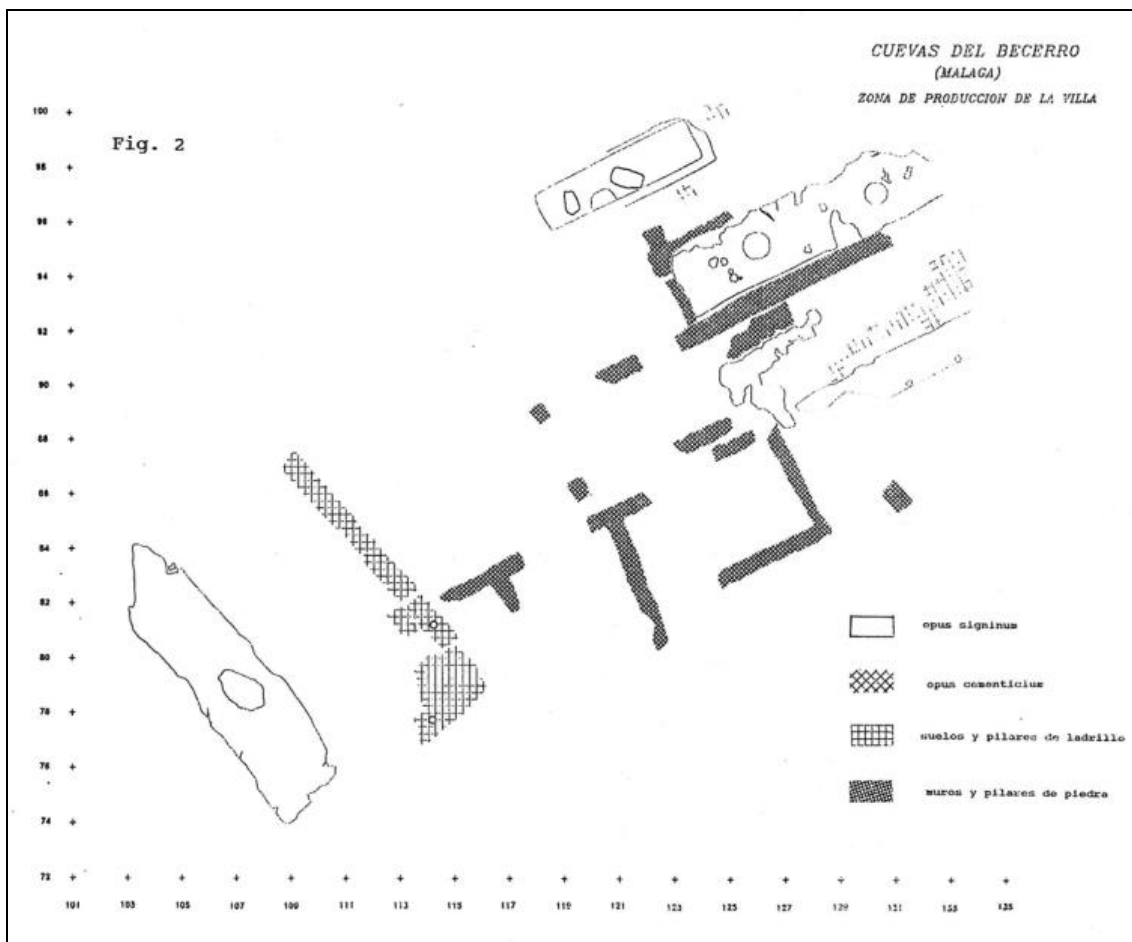 CUEVAS DEL BECERRO
(MALAGA)
ZONA DE PRODUCCION DE LA VILLA
Fig. 2
100
98
96
94
92
90
88
86
84
82
80
78
76
74
72
opus signinum
opus cementicium
suelos y pilares de ladrillo
muros y pilares de piedra
101 103 105 107 109 111 113 115 117 119 121 123 125 127 129 131 133 135